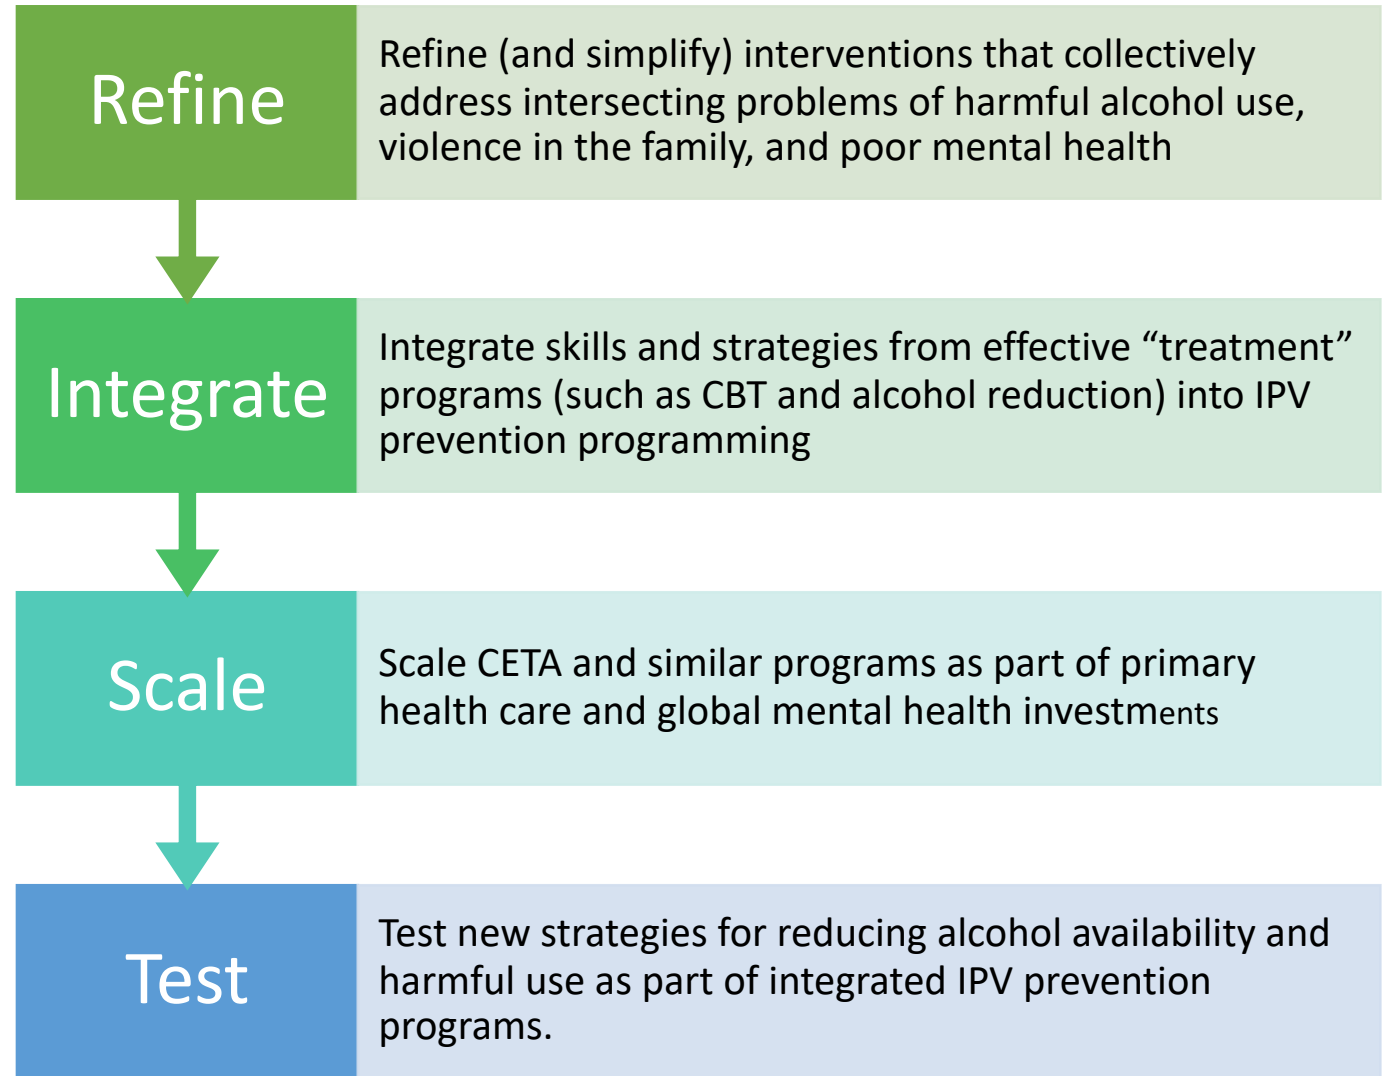 Refine
Refine (and simplify) interventions that collectively
address intersecting problems of harmful alcohol use,
violence in the family, and poor mental health
Integrate
Integrate skills and strategies from effective “treatment”
programs (such as CBT and alcohol reduction) into IPV
prevention programming
Scale
Scale CETA and similar programs as part of primary
health care and global mental health investments
Test
Test new strategies for reducing alcohol availability and
harmful use as part of integrated IPV prevention
programs.